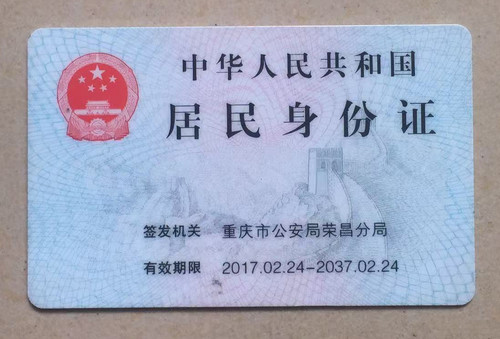 中华人民共和国
居民身份证
签发机关 重庆市公安局荣昌分局
有效期限 2017.02.24-2037.02.24